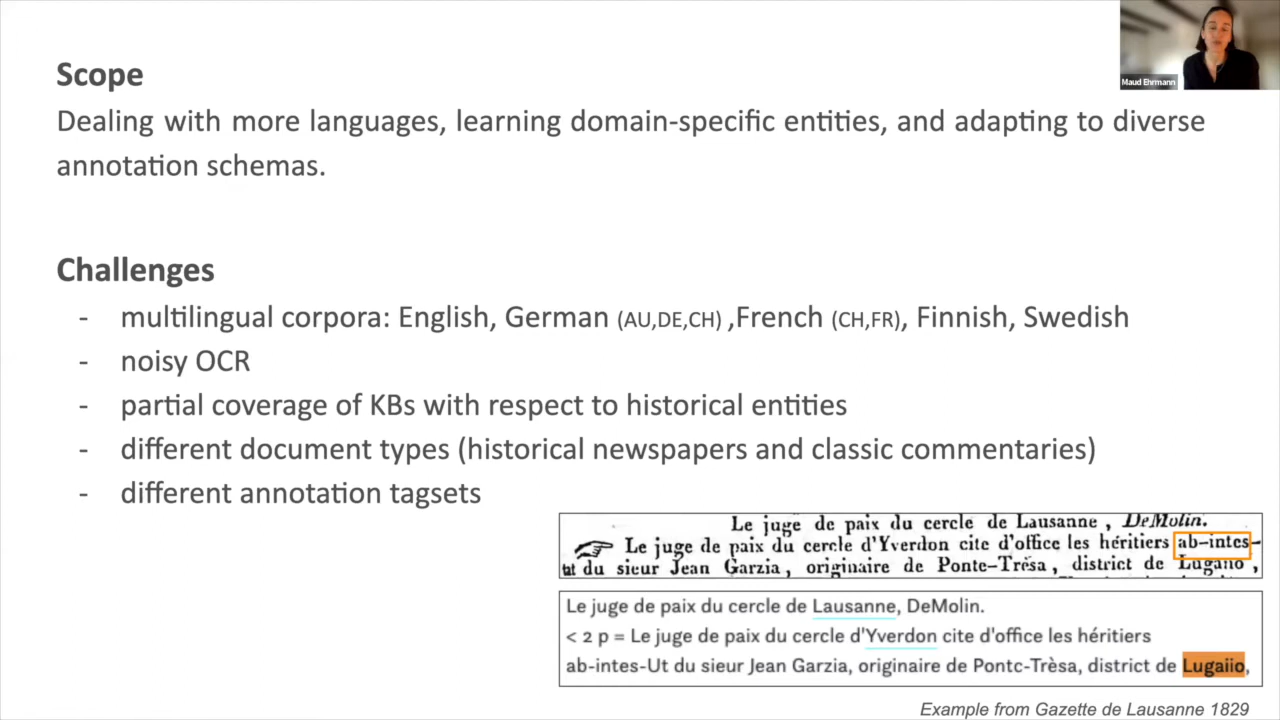 Maud Ehrmann
Scope
Dealing with more languages, learning domain-specific entities, and adapting to diverse
annotation schemas.
Challenges
- multilingual corpora: English, German (AU,DE,CH) ,French (CH,FR), Finnish, Swedish
- noisy OCR
- partial coverage of KBs with respect to historical entities
- different document types (historical newspapers and classic commentaries)
- different annotation tagsets
Le juge de paix du cercle de Lausanne , DeMolin.
Le juge de paix du cercle d'Yverdon cite d'office les héritiers ab-intes-
tat du sieur Jean Garzia, originaire de Ponte-Trèsa, district de Lugano ,
Le juge de paix du cercle de Lausanne, DeMolin.
< 2 p = Le juge de paix du cercle d'Yverdon cite d'office les héritiers
ab-intes-Ut du sieur Jean Garzia, originaire de Pontc-Trèsa, district de Lugaiio,
Example from Gazette de Lausanne 1829